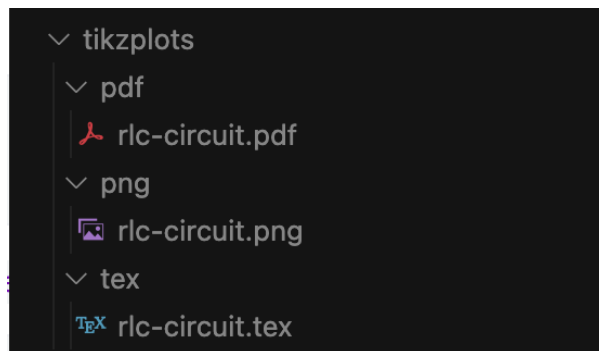 tikzplots
pdf
rlc-circuit.pdf
png
rlc-circuit.png
tex
TEX rlc-circuit.tex